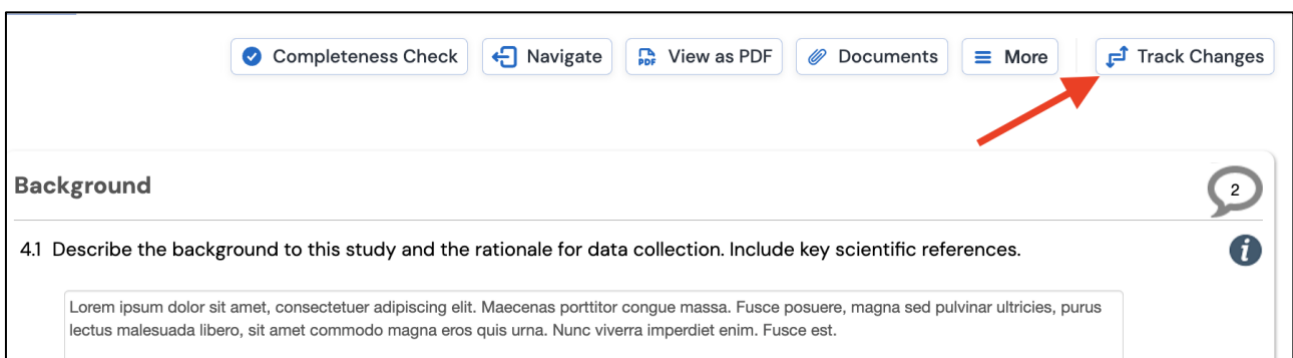 Completeness Check Navigate PDF View as PDF Documents More Track Changes
Background
2
4.1 Describe the background to this study and the rationale for data collection. Include key scientific references.
i
Lorem ipsum dolor sit amet, consectetuer adipiscing elit. Maecenas porttitor congue massa. Fusce posuere, magna sed pulvinar ultricies, purus
lectus malesuada libero, sit amet commodo magna eros quis urna. Nunc viverra imperdiet enim. Fusce est.